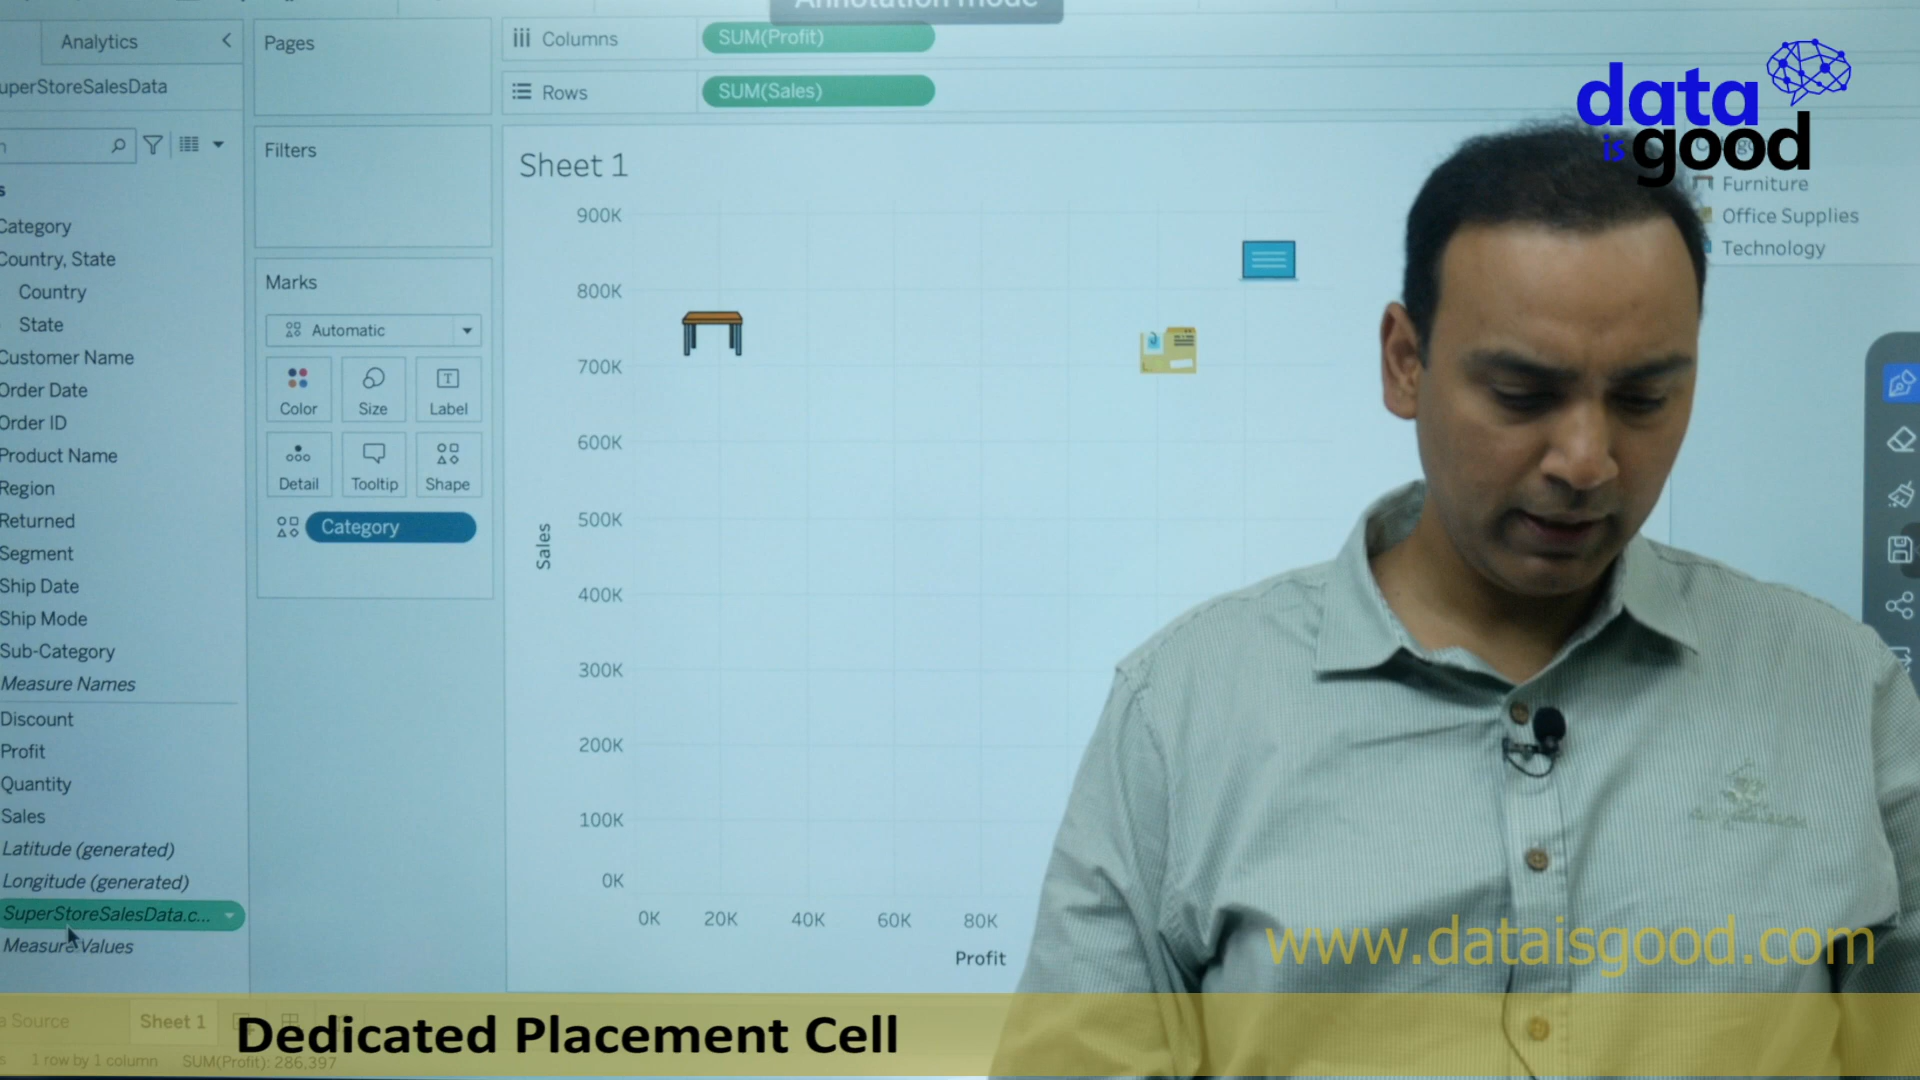 Annotation mode
Analytics
Pages
Columns
SUM(Profit)
Rows
SUM(Sales)
uperStoreSalesData
Filters
Sheet 1
data
is good
Furniture
Office Supplies
Technology
Category
Country, State
Country
State
Customer Name
Order Date
Order ID
Product Name
Region
Returned
Segment
Ship Date
Ship Mode
Sub-Category
Measure Names
Discount
Profit
Quantity
Sales
Latitude (generated)
Longitude (generated)
SuperStoreSalesData.c...
Measure Values
Marks
Automatic
Color
Size
Label
Detail
Tooltip
Shape
Category
900K
800K
700K
600K
500K
400K
300K
200K
100K
0K
Sales
0K
20K
40K
60K
80K
Profit
www.dataisgood.com
a Source
Sheet 1
Dedicated Placement Cell
1 row by 1 column
SUM(Profit): 286,397